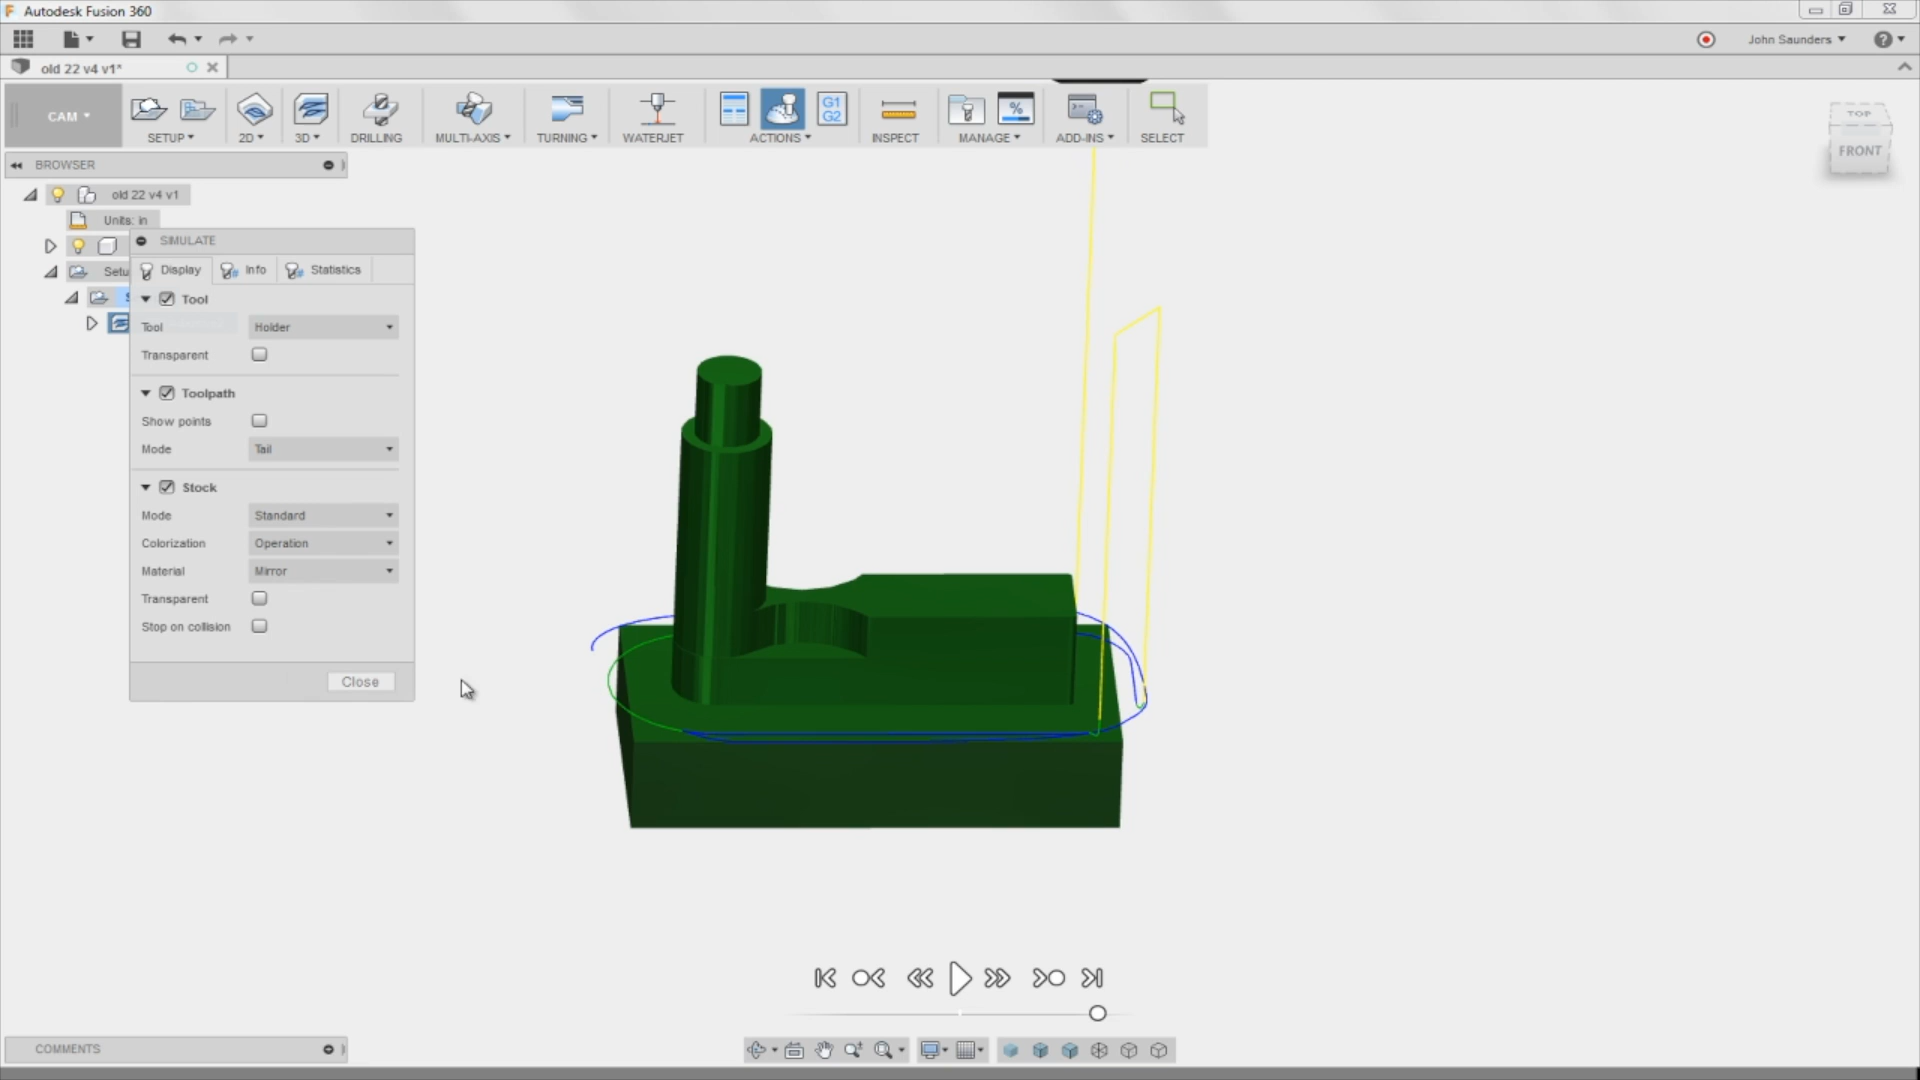 Autodesk Fusion 360
John Saunders
?
old 22 v4 v1*
CAM
SETUP
2D
3D
DRILLING
MULTI-AXIS
TURNING
WATERJET
G1
G2
ACTIONS
INSPECT
%
MANAGE
ADD-INS
SELECT
TOP
FRONT
BROWSER
old 22 v4 v1
Units: in
Setu
SIMULATE
Display
Info
Statistics
Tool
Tool
Holder
Transparent
Toolpath
Show points
Mode
Tail
Stock
Mode
Standard
Colorization
Operation
Material
Mirror
Transparent
Stop on collision
Close
COMMENTS